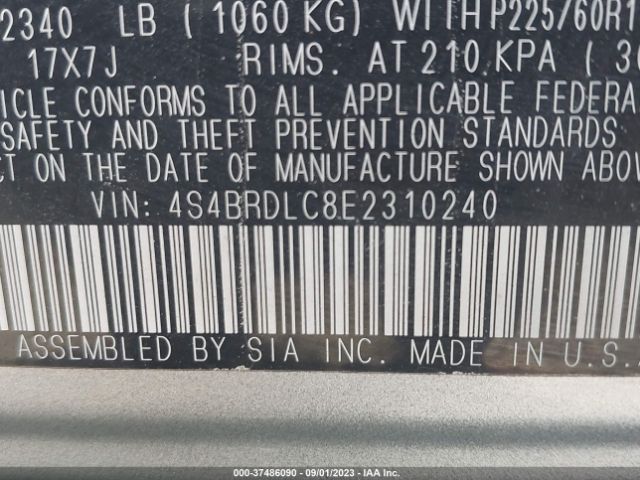 2340 LB ( 1060 KG) WITH P225/60R1
17X7J RIMS. AT 210 KPA ( 30
ICLE CONFORMS TO ALL APPLICABLE FEDERA
SAFETY AND THEFT PREVENTION STANDARDS
CT ON THE DATE OF MANUFACTURE SHOWN ABOV
VIN: 4S4BRDLC8E2310240
ASSEMBLED BY SIA INC. MADE IN U.S.A
000-37486090 - 09/01/2023 - IAA Inc.